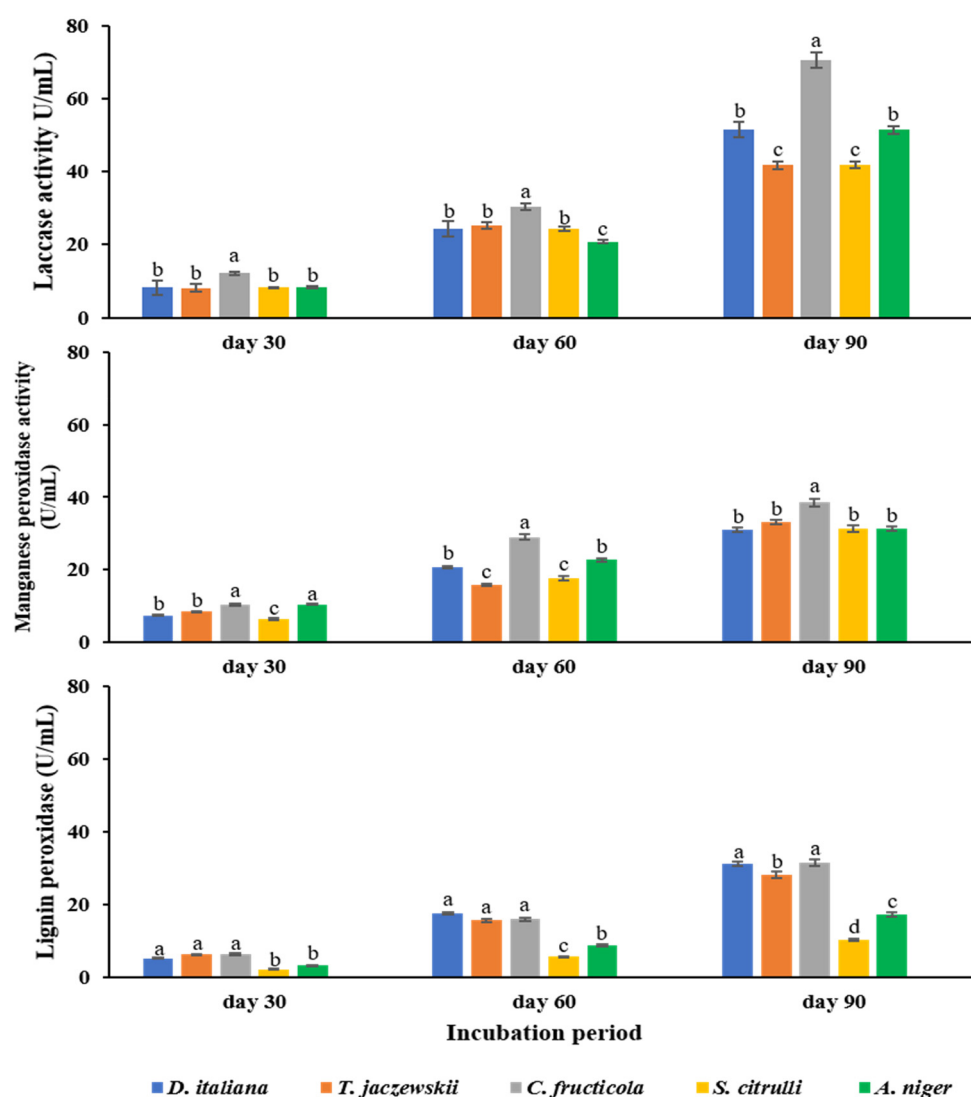 80
60
40
20
0
Laccase activity U/mL
b b a b b
b b a b c
b c a c b
day 30 day 60 day 90
80
60
40
20
0
Manganese peroxidase activity
(U/mL)
b b a c a
b c a c b
b b a b b
day 30 day 60 day 90
80
60
40
20
0
Lignin peroxidase (U/mL)
a a a b b
a a a c b
a b a d c
day 30 day 60 day 90
Incubation period
D. italiana T. jaczewskii C. fructicola S. citrulli A. niger